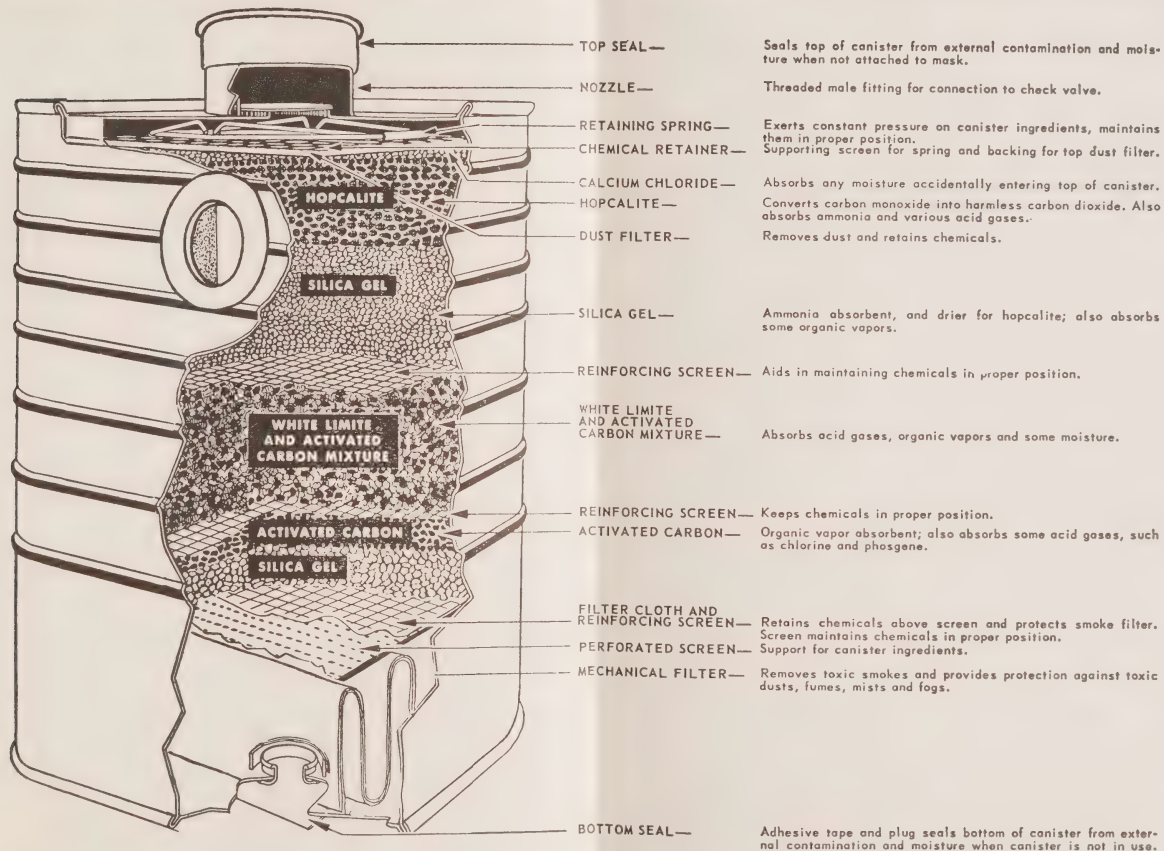 TOP SEAL— Seals top of canister from external contamination and mois-
ture when not attached to mask.
NOZZLE— Threaded male fitting for connection to check valve.
RETAINING SPRING— Exerts constant pressure on canister ingredients, maintains
them in proper position.
CHEMICAL RETAINER— Supporting screen for spring and backing for top dust filter.
CALCIUM CHLORIDE— Absorbs any moisture accidentally entering top of canister.
HOPCALITE
HOPCALITE— Converts carbon monoxide into harmless carbon dioxide. Also
absorbs ammonia and various acid gases.
DUST FILTER— Removes dust and retains chemicals.
SILICA GEL
SILICA GEL— Ammonia absorbent, and drier for hopcalite; also absorbs
some organic vapors.
REINFORCING SCREEN— Aids in maintaining chemicals in proper position.
WHITE LIMITE
AND ACTIVATED
CARBON MIXTURE
WHITE LIMITE
AND ACTIVATED
CARBON MIXTURE— Absorbs acid gases, organic vapors and some moisture.
REINFORCING SCREEN— Keeps chemicals in proper position.
ACTIVATED CARBON
ACTIVATED CARBON— Organic vapor absorbent; also absorbs some acid gases, such
as chlorine and phosgene.
SILICA GEL
FILTER CLOTH AND
REINFORCING SCREEN— Retains chemicals above screen and protects smoke filter.
Screen maintains chemicals in proper position.
PERFORATED SCREEN— Support for canister ingredients.
MECHANICAL FILTER— Removes toxic smokes and provides protection against toxic
dusts, fumes, mists and fogs.
BOTTOM SEAL— Adhesive tape and plug seals bottom of canister from exter-
nal contamination and moisture when canister is not in use.